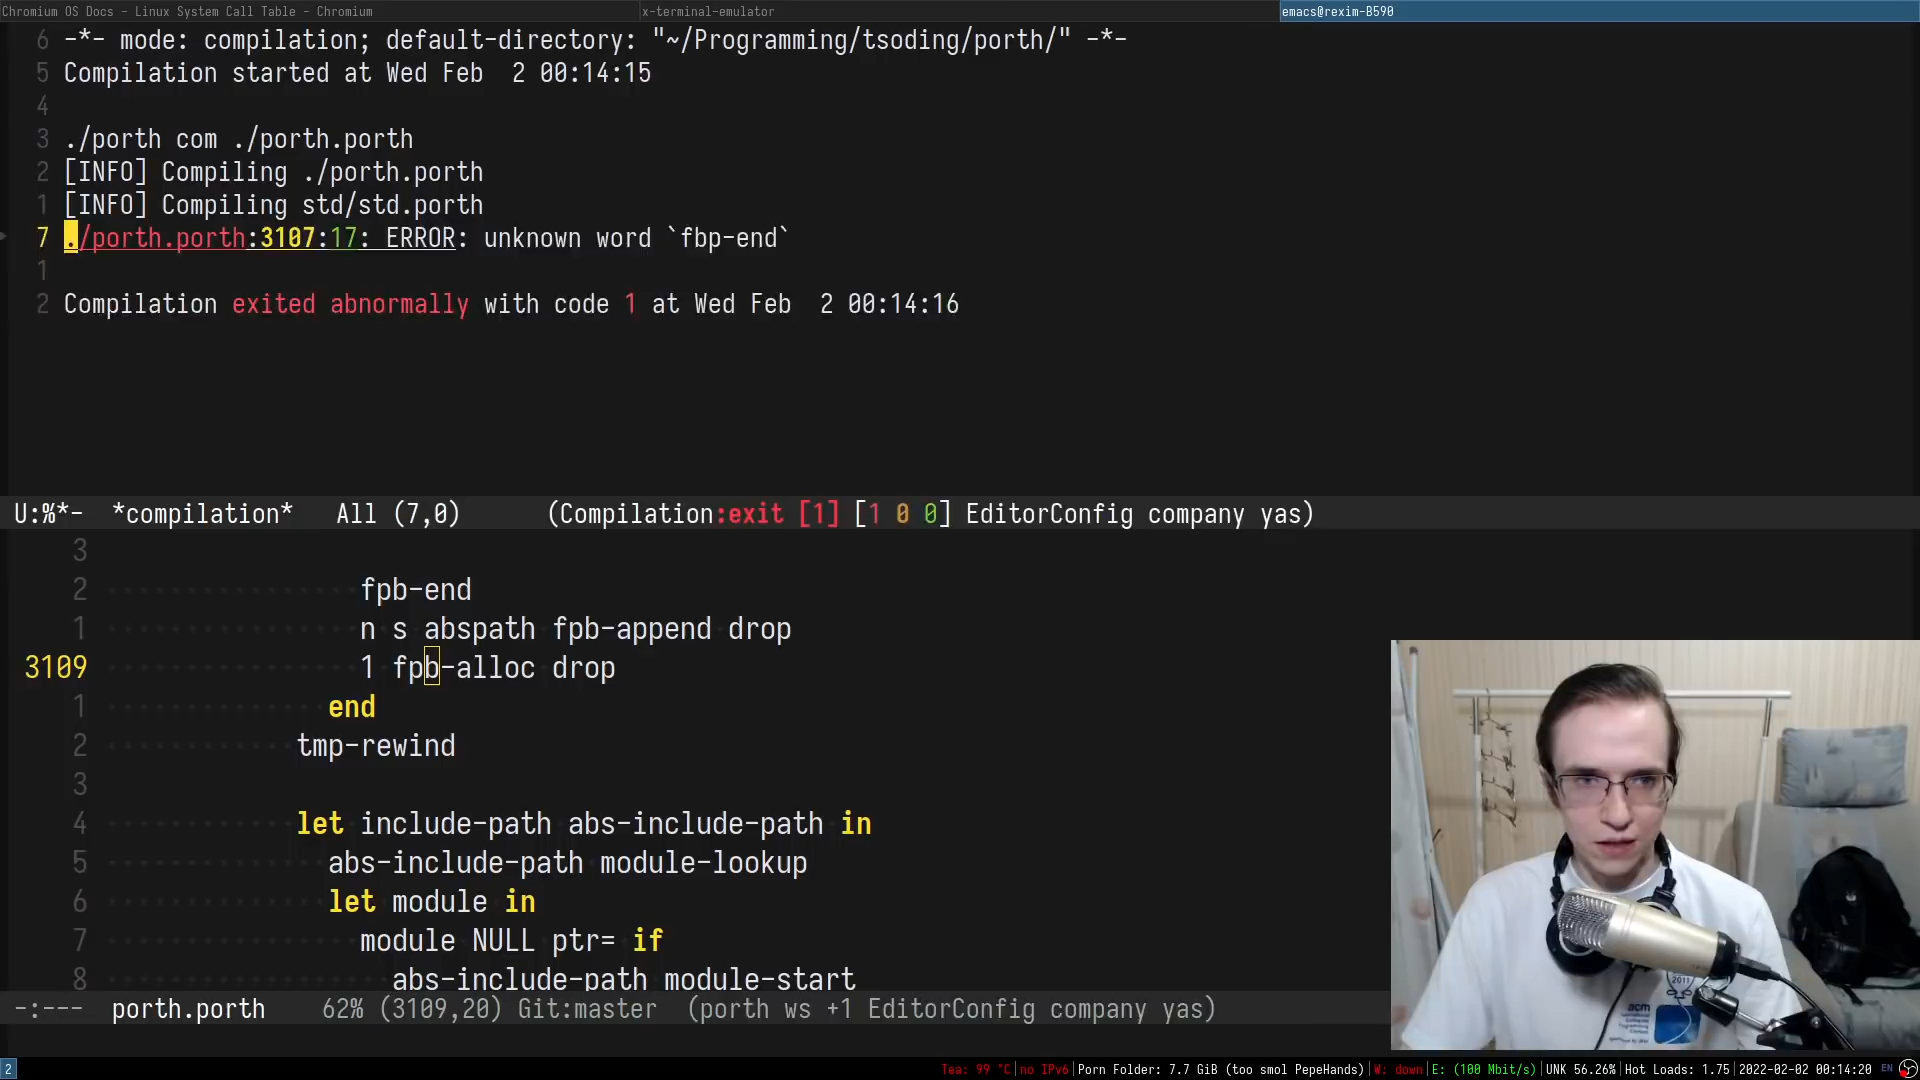 Chromium OS Docs - Linux System Call Table - Chromium
x-terminal-emulator
emacs@rexim-B590
6 -*- mode: compilation; default-directory: "~/Programming/tsoding/porth/" -*-
5 Compilation started at Wed Feb  2 00:14:15
4
3 ./porth com ./porth.porth
2 [INFO] Compiling ./porth.porth
1 [INFO] Compiling std/std.porth
7 ./porth.porth:3107:17: ERROR: unknown word `fbp-end`
1
2 Compilation exited abnormally with code 1 at Wed Feb  2 00:14:16
U:%*-  *compilation*   All (7,0)      (Compilation:exit [1] [1 0 0] EditorConfig company yas)
3
2 fpb-end
1 n s abspath fpb-append drop
3109 1 fpb-alloc drop
1 end
2 tmp-rewind
3
4 let include-path abs-include-path in
5 abs-include-path module-lookup
6 let module in
7 module NULL ptr= if
8 abs-include-path module-start
-:---  porth.porth    62% (3109,20) Git:master  (porth ws +1 EditorConfig company yas)
2011
acm
2 Tea: 99 °C|no IPv6|Porn Folder: 7.7 GiB (too smol PepeHands)|W: down|E: (100 Mbit/s)|UNK 56.26%|Hot Loads: 1.75|2022-02-02 00:14:20 EN